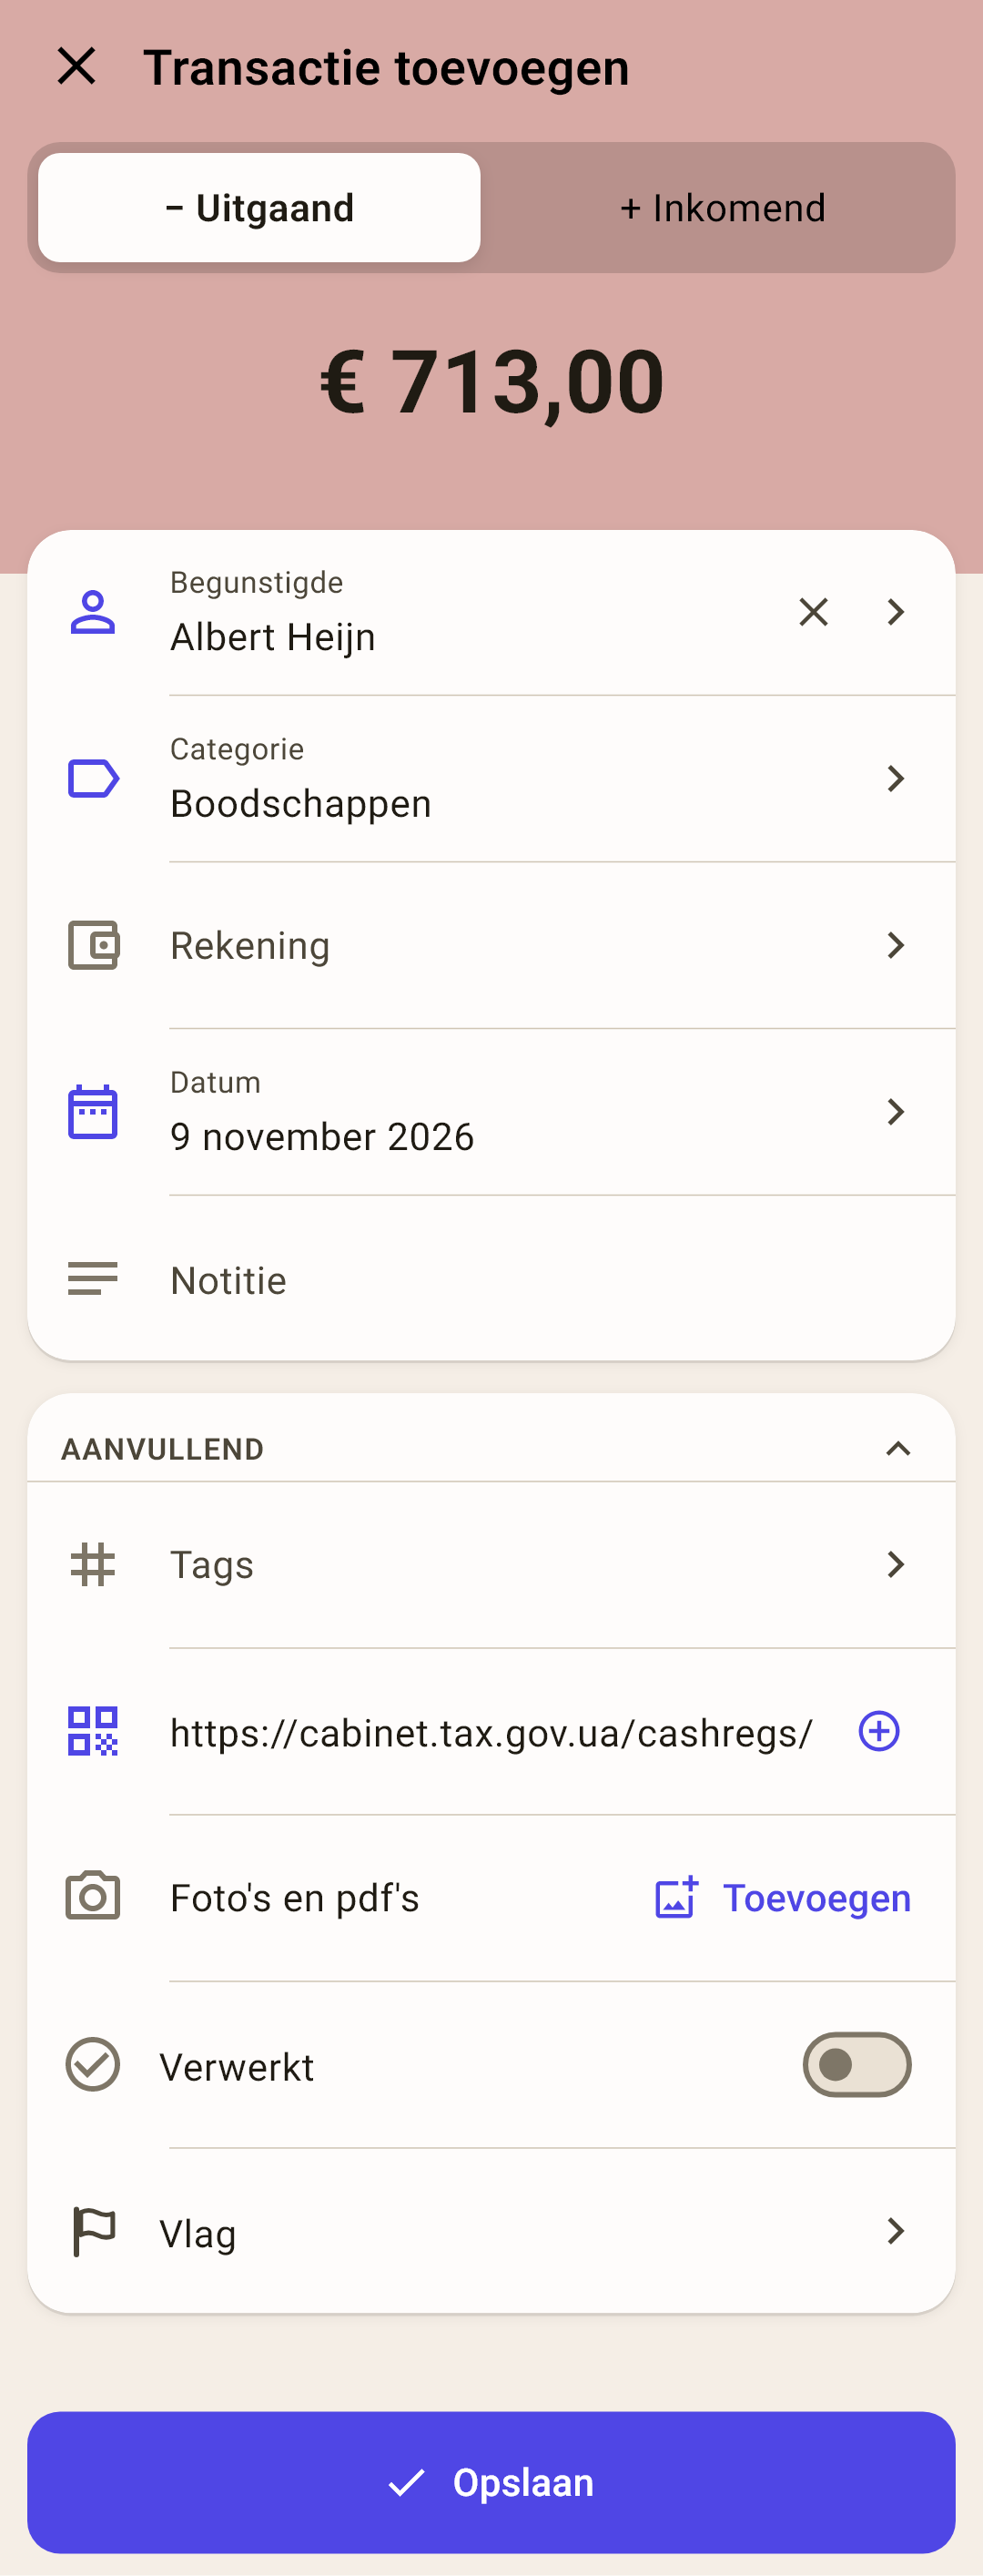 Transactie toevoegen
− Uitgaand
+ Inkomend
€ 713,00
Begunstigde
Albert Heijn
Categorie
Boodschappen
Rekening
Datum
9 november 2026
Notitie
AANVULLEND
Tags
https://cabinet.tax.gov.ua/cashregs/
Foto's en pdf's
Toevoegen
Verwerkt
Vlag
Opslaan